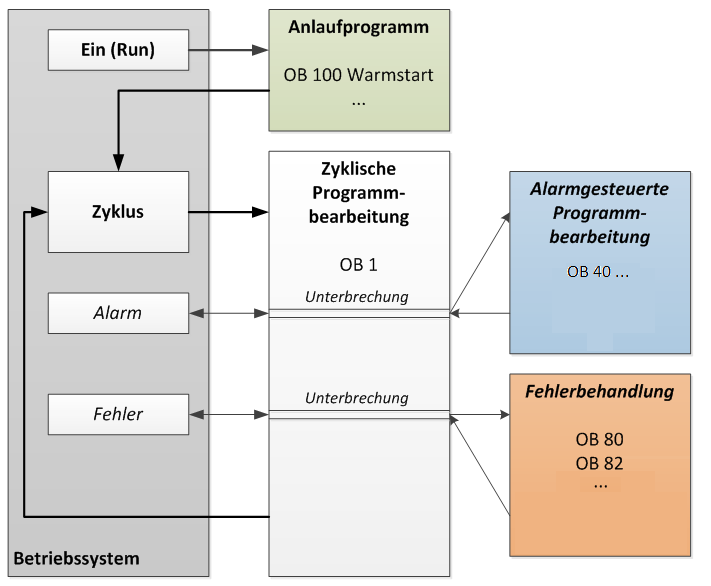 Ein (Run)
Anlaufprogramm
OB 100 Warmstart
...
Zyklus
Zyklische
Programm-
bearbeitung
OB 1
Alarmgesteuerte
Programm-
bearbeitung
OB 40 ...
Alarm
Unterbrechung
Fehler
Unterbrechung
Fehlerbehandlung
OB 80
OB 82
...
Betriebssystem